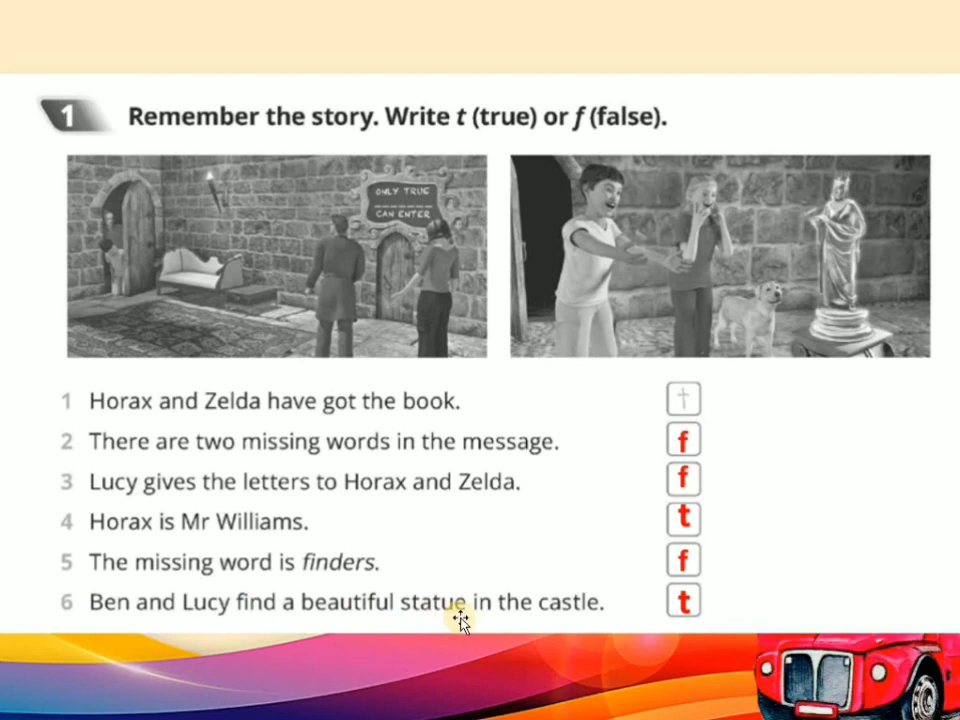 1 Remember the story. Write t (true) or f (false).
ONLY TRUE
_ _ _ _ _ _ _
CAN ENTER
1 Horax and Zelda have got the book. t
2 There are two missing words in the message. f
3 Lucy gives the letters to Horax and Zelda. f
4 Horax is Mr Williams. t
5 The missing word is finders. f
6 Ben and Lucy find a beautiful statue in the castle. t